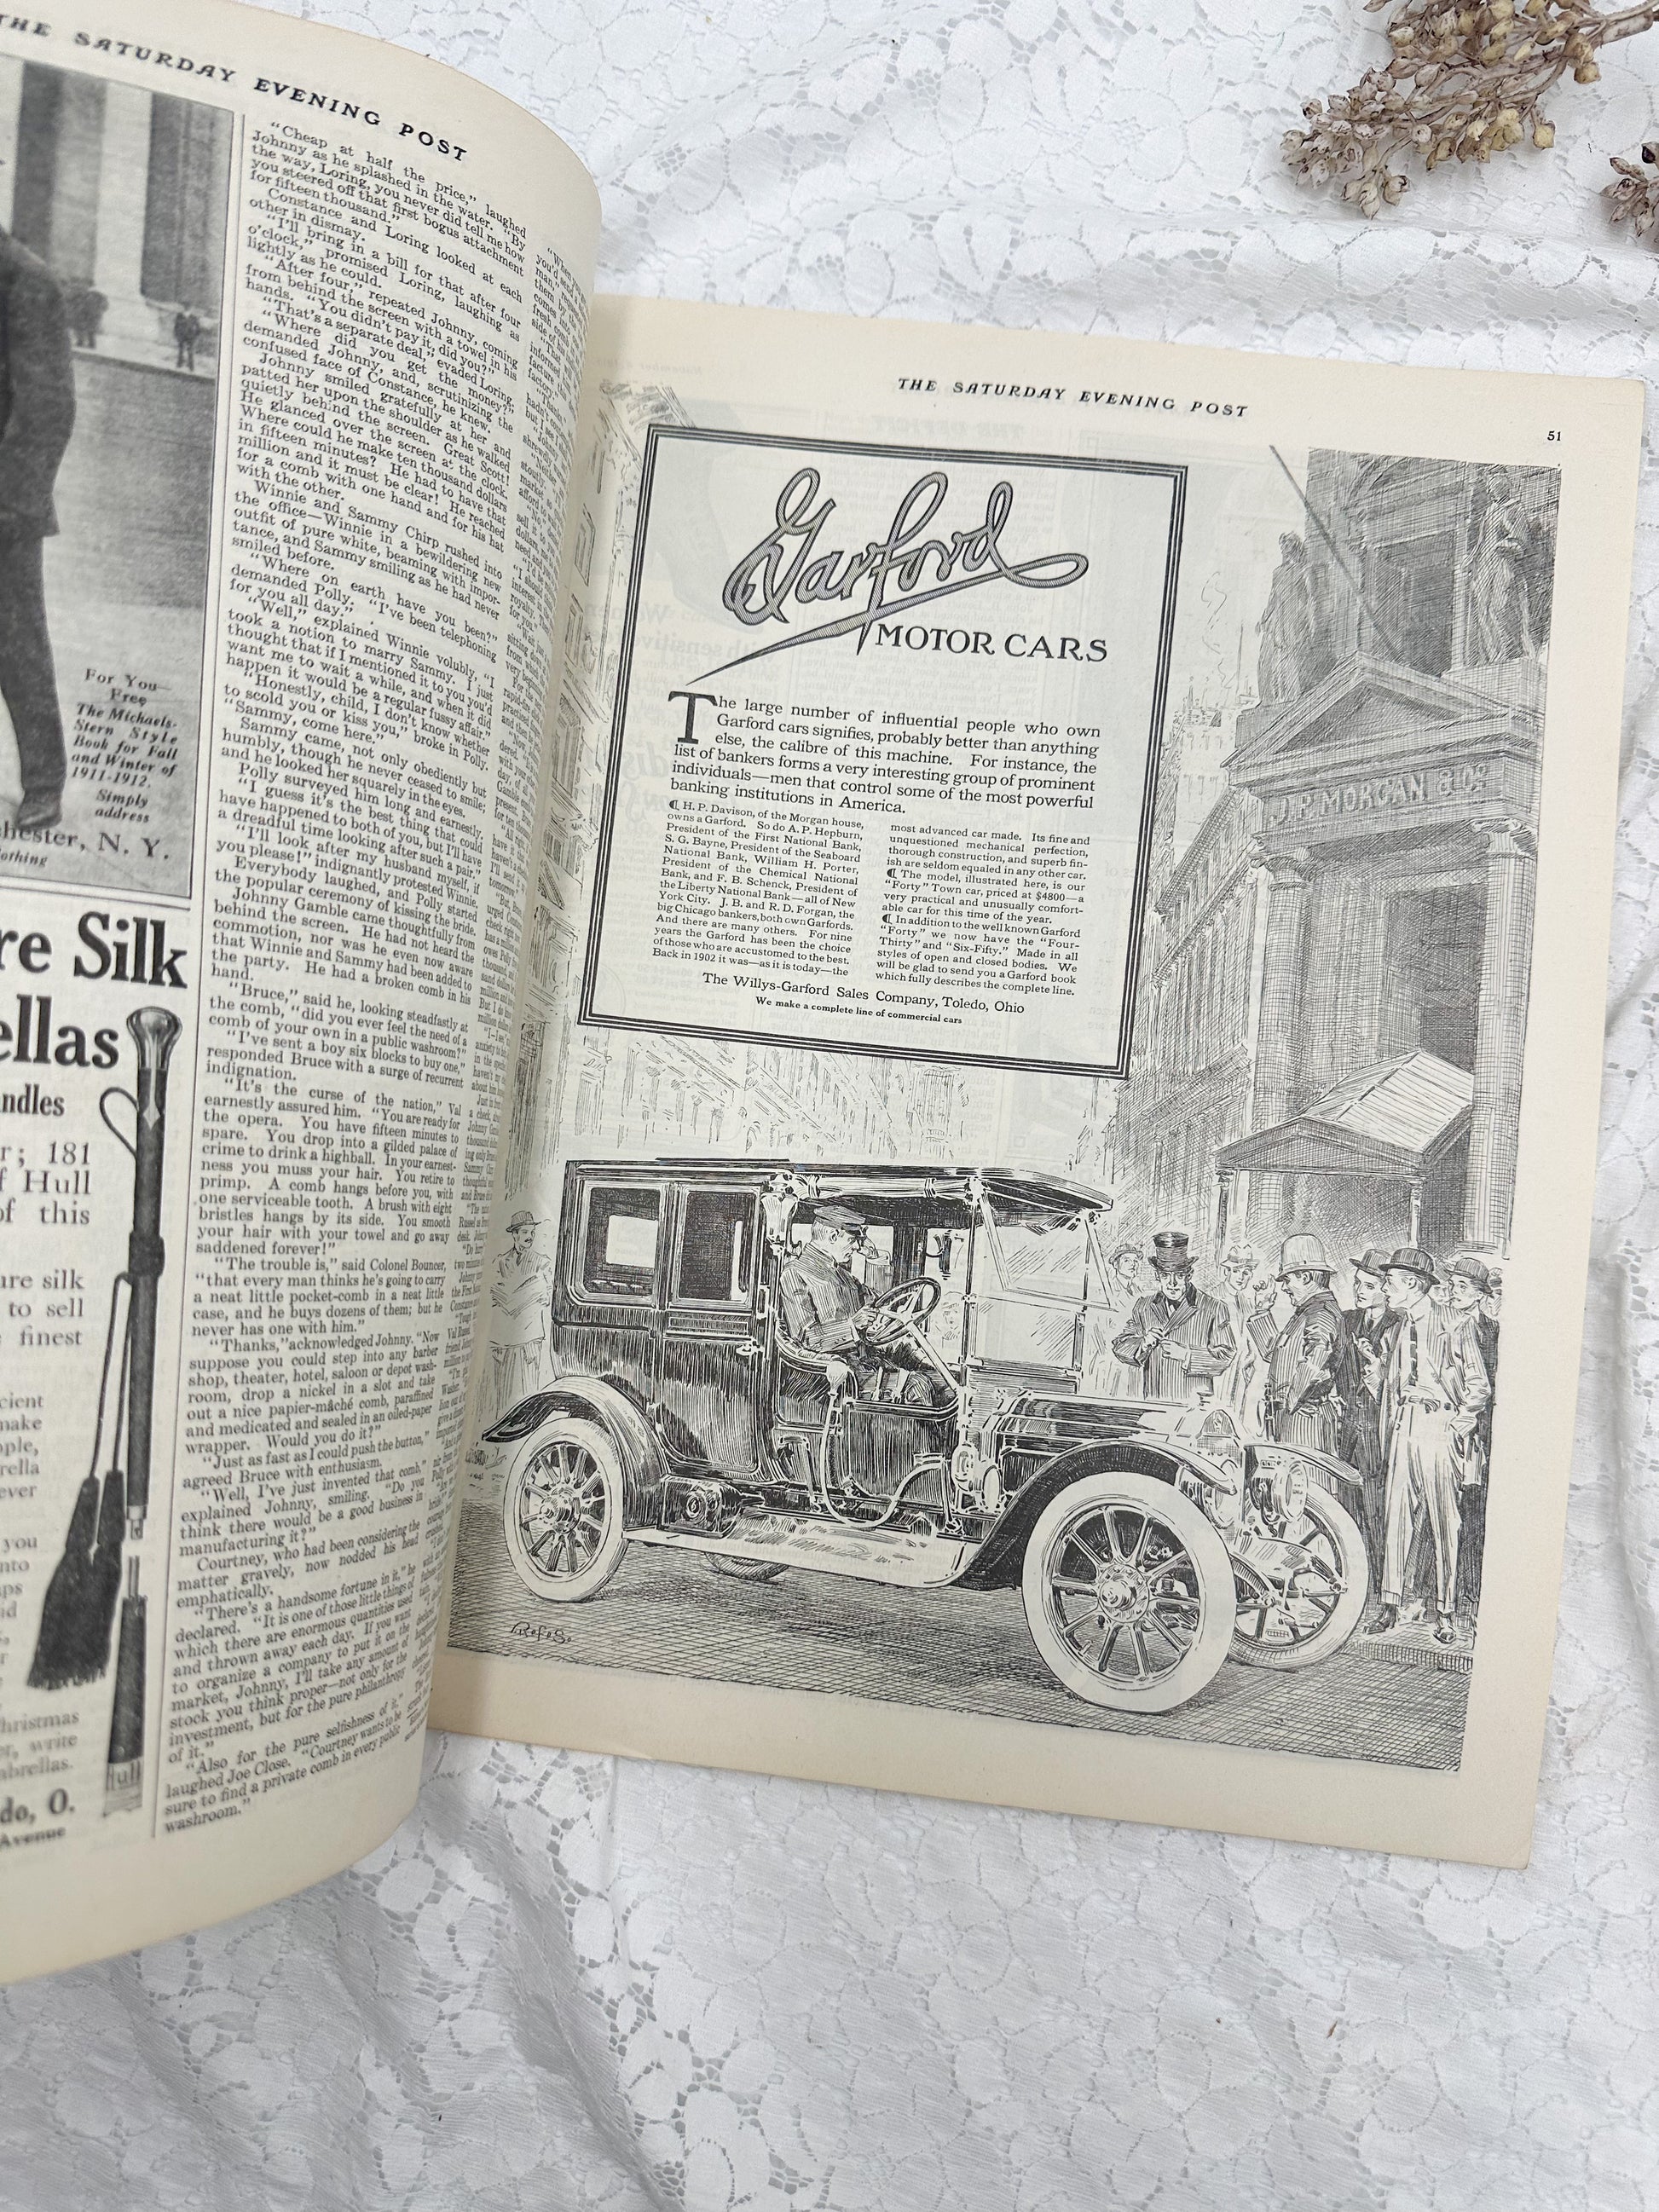 THE SATURDAY EVENING POST
For You—
Free
The Michaels-
Stern Style
Book for Fall
and Winter of
1911-1912.
Simply
address
hester, N. Y.
lothing
re Silk
ellas
ndles
r; 181
f Hull
of this
ure silk
to sell
finest
cient
make
ople,
rella
ever
you
nto
ps
hristmas
or, write
brellas.
do, O.
Avenue
Hull
"Cheap at half the price," laughed
Johnny as he splashed in the water. "By
the way, Loring, you never did tell me how
you steered off that first bogus attachment
for fifteen thousand."
Constance and Loring looked at each
other in dismay.
"I'll bring in a bill for that after four
o'clock," promised Loring, laughing as
lightly as he could.
"After four," repeated Johnny, coming
from behind the screen with a towel in his
hands. "You didn't pay it, did you?"
"That's a separate deal," evaded Loring.
"Where did you get the money?"
demanded Johnny, and, scrutinizing the
confused face of Constance, he knew.
Johnny smiled gratefully at her and
patted her upon the shoulder as he walked
quietly behind the screen. Great Scott!
He glanced over the screen at the clock.
Where could he make ten thousand dollars
in fifteen minutes? He had to have that
million and it must be clear! He reached
for a comb with one hand and for his hat
with the other.
Winnie and Sammy Chirp rushed into
the office—Winnie in a bewildering new
outfit of pure white, beaming with impor-
tance, and Sammy smiling as he had never
smiled before.
"Where on earth have you been?"
demanded Polly; "I've been telephoning
for you all day."
"Well," explained Winnie volubly, "I
took a notion to marry Sammy. I just
thought that if I mentioned it to you you'd
want me to wait a while, and when it did
happen it would be a regular fussy affair."
"Honestly, child, I don't know whether
to scold you or kiss you," broke in Polly.
"Sammy, come here."
Sammy came, not only obediently but
humbly, though he never ceased to smile;
and he looked her squarely in the eyes.
Polly surveyed him long and earnestly.
"I guess it's the best thing that could
have happened to both of you, but I'll have
a dreadful time looking after such a pair."
"I'll look after my husband myself, if
you please!" indignantly protested Winnie.
Everybody laughed, and Polly started
the popular ceremony of kissing the bride.
Johnny Gamble came thoughtfully from
behind the screen. He had not heard the
commotion, nor was he even now aware
that Winnie and Sammy had been added to
the party. He had a broken comb in his
hand.
"Bruce," said he, looking steadfastly at
the comb, "did you ever feel the need of a
comb of your own in a public washroom?"
"I've sent a boy six blocks to buy one,"
responded Bruce with a surge of recurrent
indignation.
"It's the curse of the nation," Val
earnestly assured him. "You are ready for
the opera. You have fifteen minutes to
spare. You drop into a gilded palace of
crime to drink a highball. In your earnest-
ness you muss your hair. You retire to
primp. A comb hangs before you, with
one serviceable tooth. A brush with eight
bristles hangs by its side. You smooth
your hair with your towel and go away
saddened forever!"
"The trouble is," said Colonel Bouncer,
"that every man thinks he's going to carry
a neat little pocket-comb in a neat little
case, and he buys dozens of them; but he
never has one with him."
"Thanks," acknowledged Johnny. "Now
suppose you could step into any barber
shop, theater, hotel, saloon or depot wash-
room, drop a nickel in a slot and take
out a nice papier-mâché comb, paraffined
and medicated and sealed in an oiled-paper
wrapper. Would you do it?"
"Just as fast as I could push the button,"
agreed Bruce with enthusiasm.
"Well, I've just invented that comb,"
explained Johnny, smiling. "Do you
think there would be a good business in
manufacturing it?"
Courtney, who had been considering the
matter gravely, now nodded his head
emphatically.
"There's a handsome fortune in it," he
declared. "It is one of those little things of
which there are enormous quantities used
and thrown away each day. If you want
to organize a company to put it on the
market, Johnny, I'll take any amount of
stock you think proper—not only for the
investment, but for the pure philanthropy
of it."
"Also for the pure selfishness of it,"
laughed Joe Close. "Courtney wants to be
sure to find a private comb in every public
washroom."
THE SATURDAY EVENING POST
51
Garford
MOTOR CARS
The large number of influential people who own
Garford cars signifies, probably better than anything
else, the calibre of this machine. For instance, the
list of bankers forms a very interesting group of prominent
individuals—men that control some of the most powerful
banking institutions in America.
¶ H. P. Davison, of the Morgan house,
owns a Garford. So do A. P. Hepburn,
President of the First National Bank,
S. G. Bayne, President of the Seaboard
National Bank, William H. Porter,
President of the Chemical National
Bank, and F. B. Schenck, President of
the Liberty National Bank—all of New
York City. J. B. and R. D. Forgan, the
big Chicago bankers, both own Garfords.
And there are many others. For nine
years the Garford has been the choice
of those who are accustomed to the best.
Back in 1902 it was—as it is today—the
most advanced car made. Its fine and
unquestioned mechanical perfection,
thorough construction, and superb fin-
ish are seldom equaled in any other car.
¶ The model, illustrated here, is our
"Forty" Town car, priced at $4800—a
very practical and unusually comfort-
able car for this time of the year.
¶ In addition to the well known Garford
"Forty" we now have the "Four-
Thirty" and "Six-Fifty." Made in all
styles of open and closed bodies. We
will be glad to send you a Garford book
which fully describes the complete line.
The Willys-Garford Sales Company, Toledo, Ohio
We make a complete line of commercial cars
J.P. MORGAN & CO.